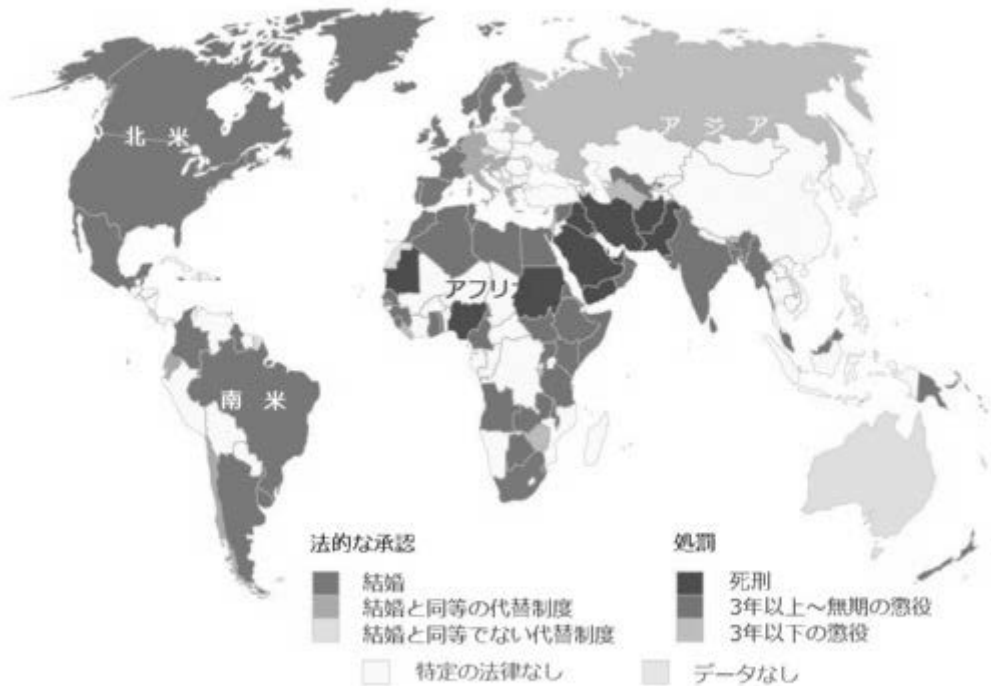 北 米
アジア
アフリ
南 米
法的な承認
結婚
結婚と同等の代替制度
結婚と同等でない代替制度
処罰
死刑
3年以上～無期の懲役
3年以下の懲役
特定の法律なし
データなし